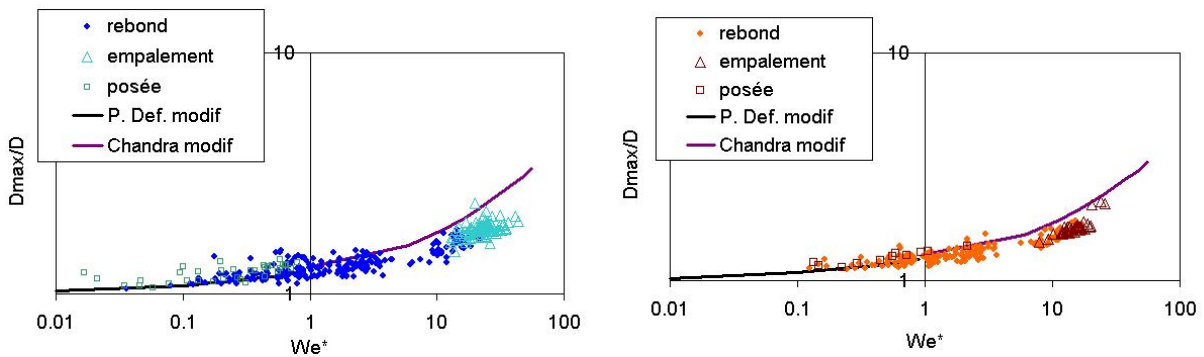 rebond
empalement
posée
P. Def. modif
Chandra modif
10
Dmax/D
1
0.01 0.1 1 10 100
We*
rebond
empalement
posée
P. Def. modif
Chandra modif
10
Dmax/D
1
0.01 0.1 1 10 100
We*